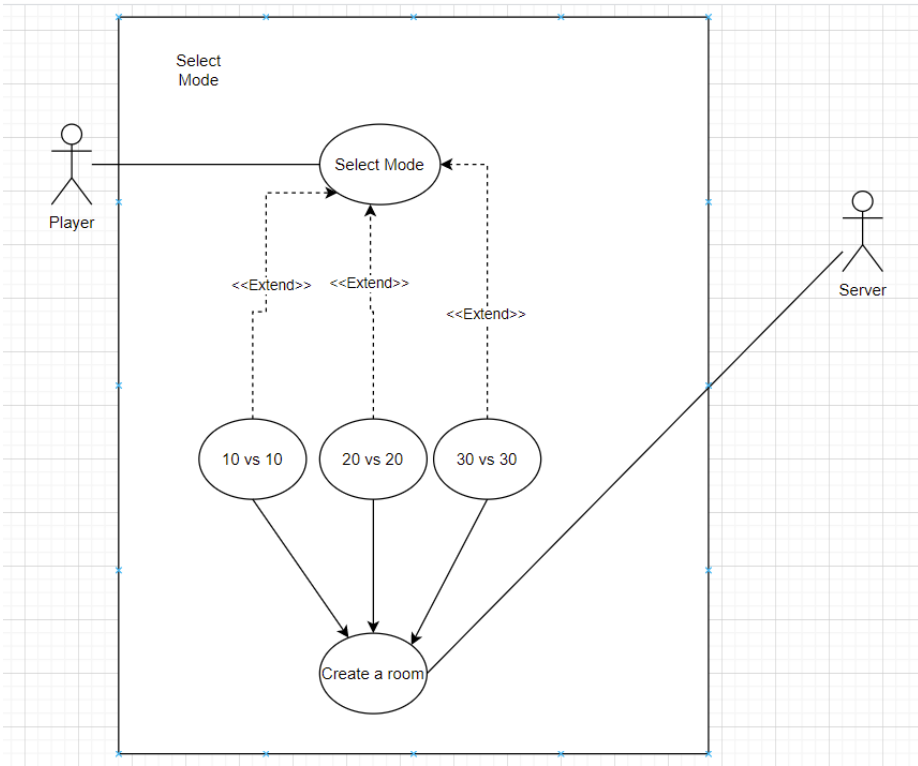 Select
Mode
Select Mode
Player
Server
<<Extend>>
<<Extend>>
<<Extend>>
10 vs 10
20 vs 20
30 vs 30
Create a room